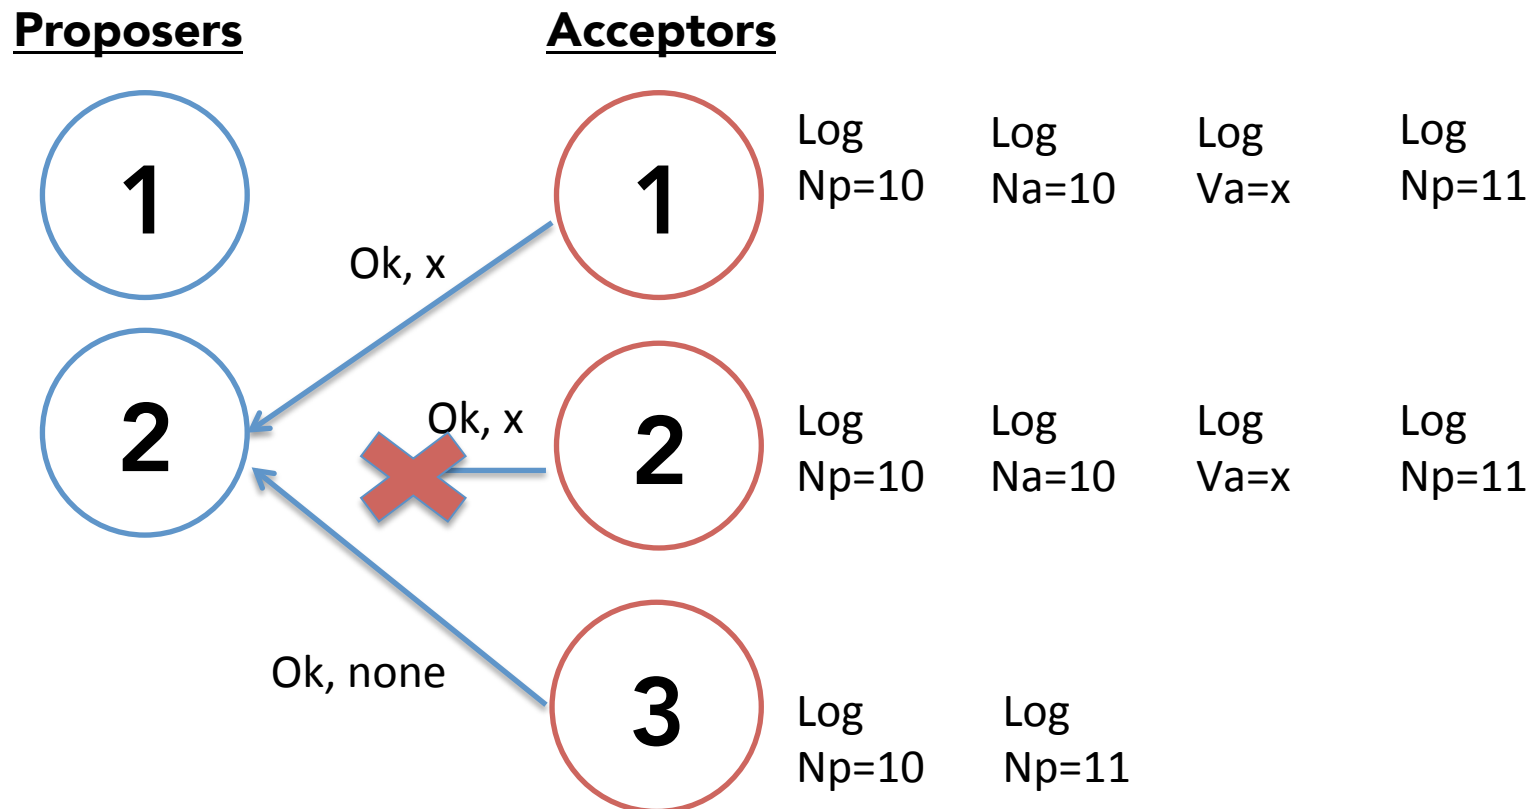 Proposers
Acceptors
1
1
Log
Np=10
Log
Na=10
Log
Va=x
Log
Np=11
Ok, x
2
Ok, x
2
Log
Np=10
Log
Na=10
Log
Va=x
Log
Np=11
Ok, none
3
Log
Np=10
Log
Np=11